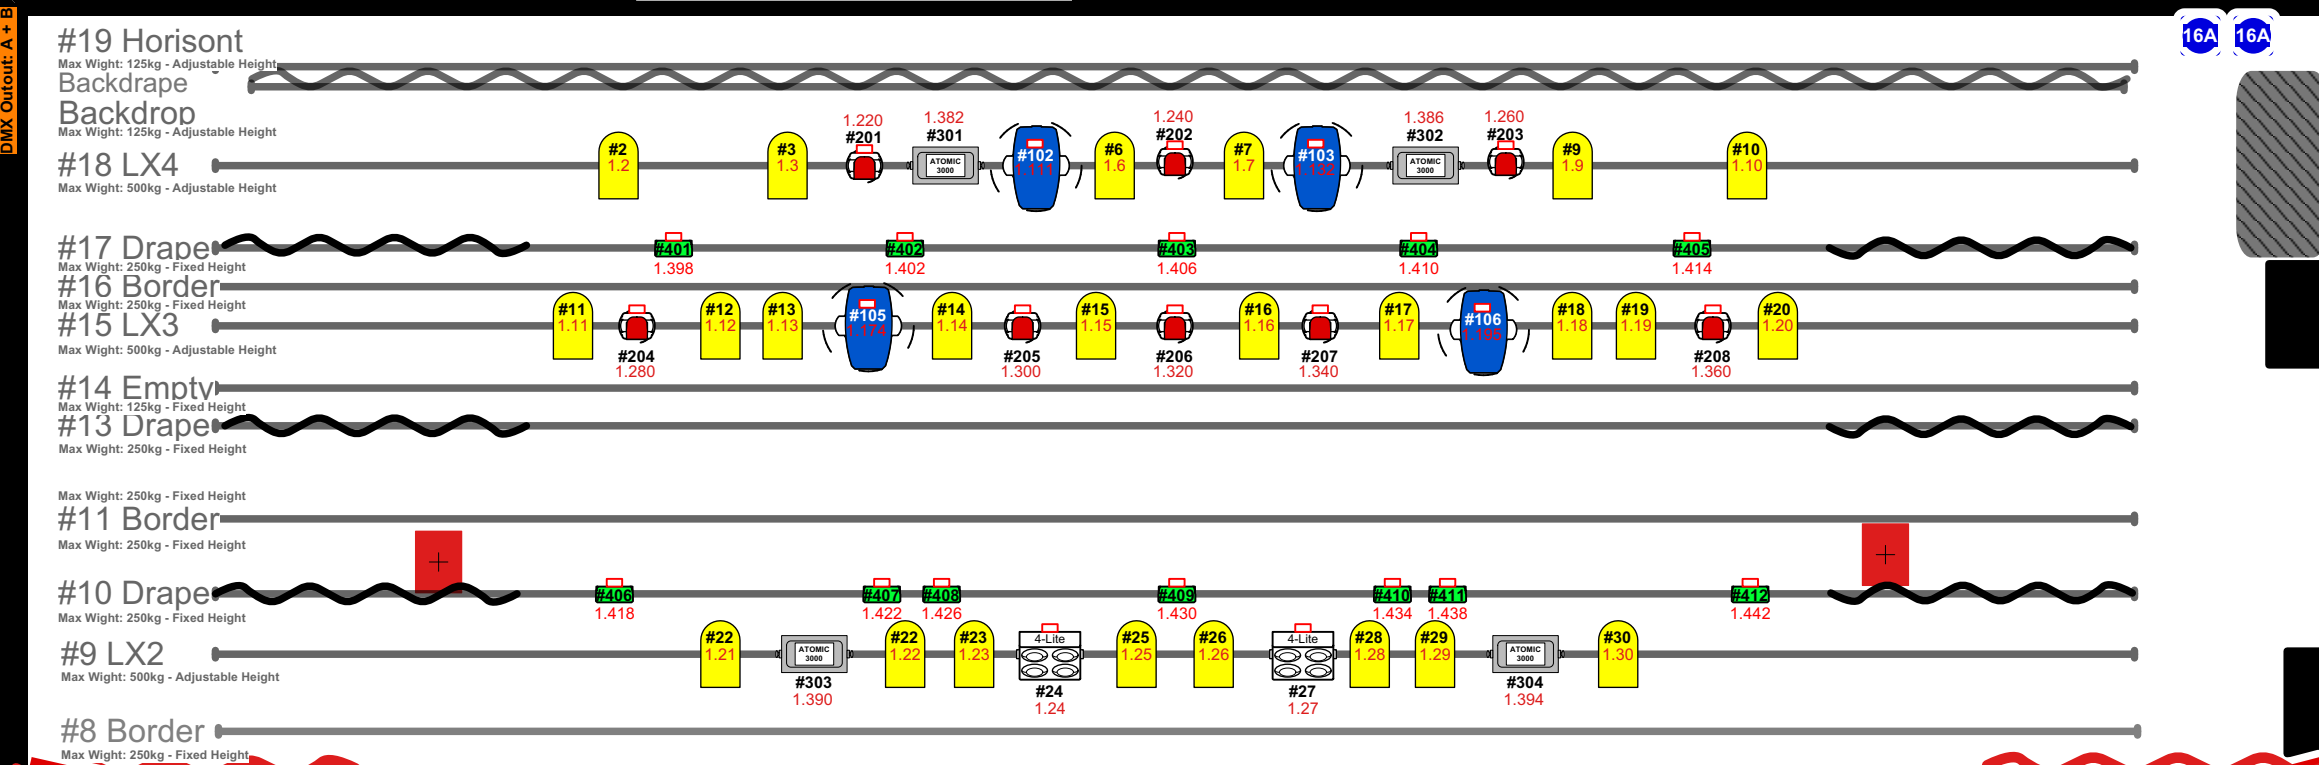 DMX Outout: A + B
16A 16A
#19 Horisont
Max Wight: 125kg - Adjustable Height
Backdrape
Backdrop
Max Wight: 125kg - Adjustable Height
1.220 1.382 1.240 1.386 1.260
#201 #301 #202 #302 #203
#2 #3 #102 #6 #7 #103 #9 #10
#18 LX4
1.2 1.3 ATOMIC 3000 1.111 1.6 1.7 1.132 ATOMIC 3000 1.9 1.10
Max Wight: 500kg - Adjustable Height
#17 Drape #401 #402 #403 #404 #405
Max Wight: 250kg - Fixed Height
1.398 1.402 1.406 1.410 1.414
#16 Border
Max Wight: 250kg - Fixed Height
#11 #12 #13 #105 #14 #15 #16 #17 #106 #18 #19 #20
#15 LX3
1.11 1.12 1.13 1.174 1.14 1.15 1.16 1.17 1.195 1.18 1.19 1.20
Max Wight: 500kg - Adjustable Height
#204 #205 #206 #207 #208
1.280 1.300 1.320 1.340 1.360
#14 Empty
Max Wight: 125kg - Fixed Height
#13 Drape
Max Wight: 250kg - Fixed Height
Max Wight: 250kg - Fixed Height
#11 Border
Max Wight: 250kg - Fixed Height
#10 Drape #406 #407 #408 #409 #410 #411 #412
Max Wight: 250kg - Fixed Height
1.418 1.422 1.426 1.430 1.434 1.438 1.442
#22 #22 #23 4-Lite #25 #26 4-Lite #28 #29 #30
#9 LX2
1.21 ATOMIC 3000 1.22 1.23 1.25 1.26 1.28 1.29 ATOMIC 3000 1.30
Max Wight: 500kg - Adjustable Height
#303 #24 #27 #304
1.390 1.24 1.27 1.394
#8 Border
Max Wight: 250kg - Fixed Height